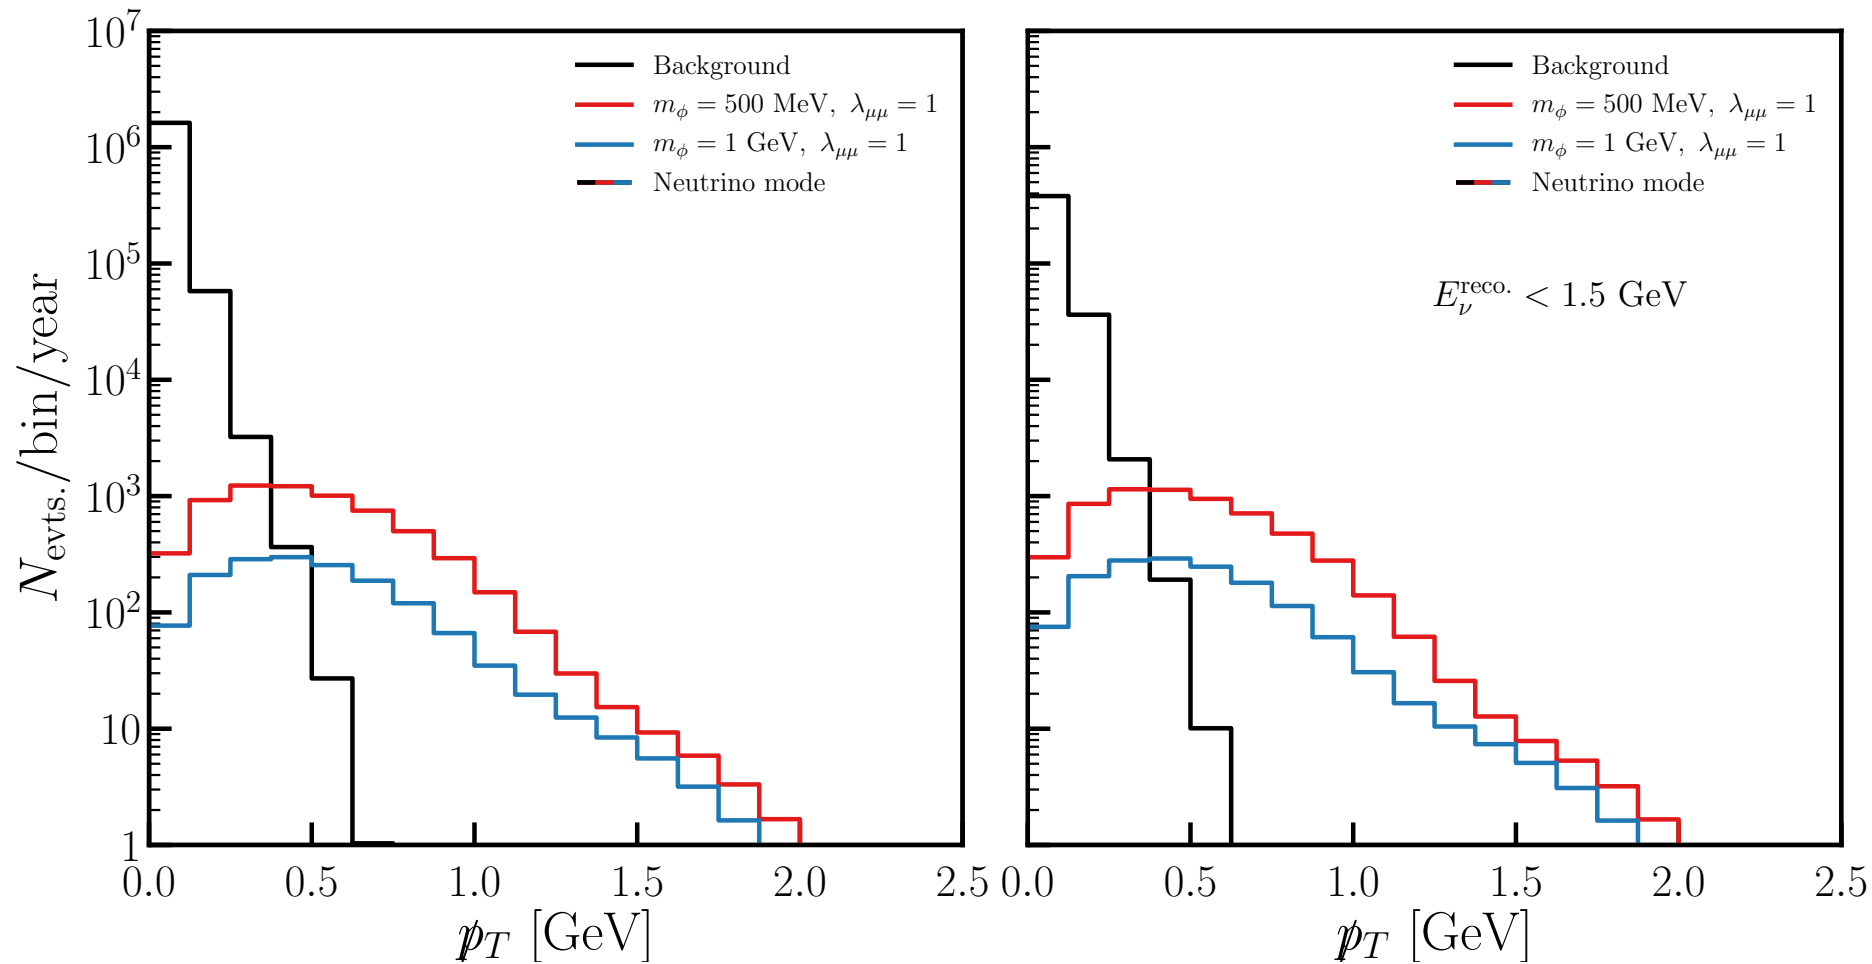 N_evts./bin/year
10^7
10^6
10^5
10^4
10^3
10^2
10
1
Background
m_ϕ = 500 MeV, λ_μμ = 1
m_ϕ = 1 GeV, λ_μμ = 1
Neutrino mode
0.0 0.5 1.0 1.5 2.0 2.5
p̸_T [GeV]
Background
m_ϕ = 500 MeV, λ_μμ = 1
m_ϕ = 1 GeV, λ_μμ = 1
Neutrino mode
E_ν^reco. < 1.5 GeV
0.0 0.5 1.0 1.5 2.0 2.5
p̸_T [GeV]